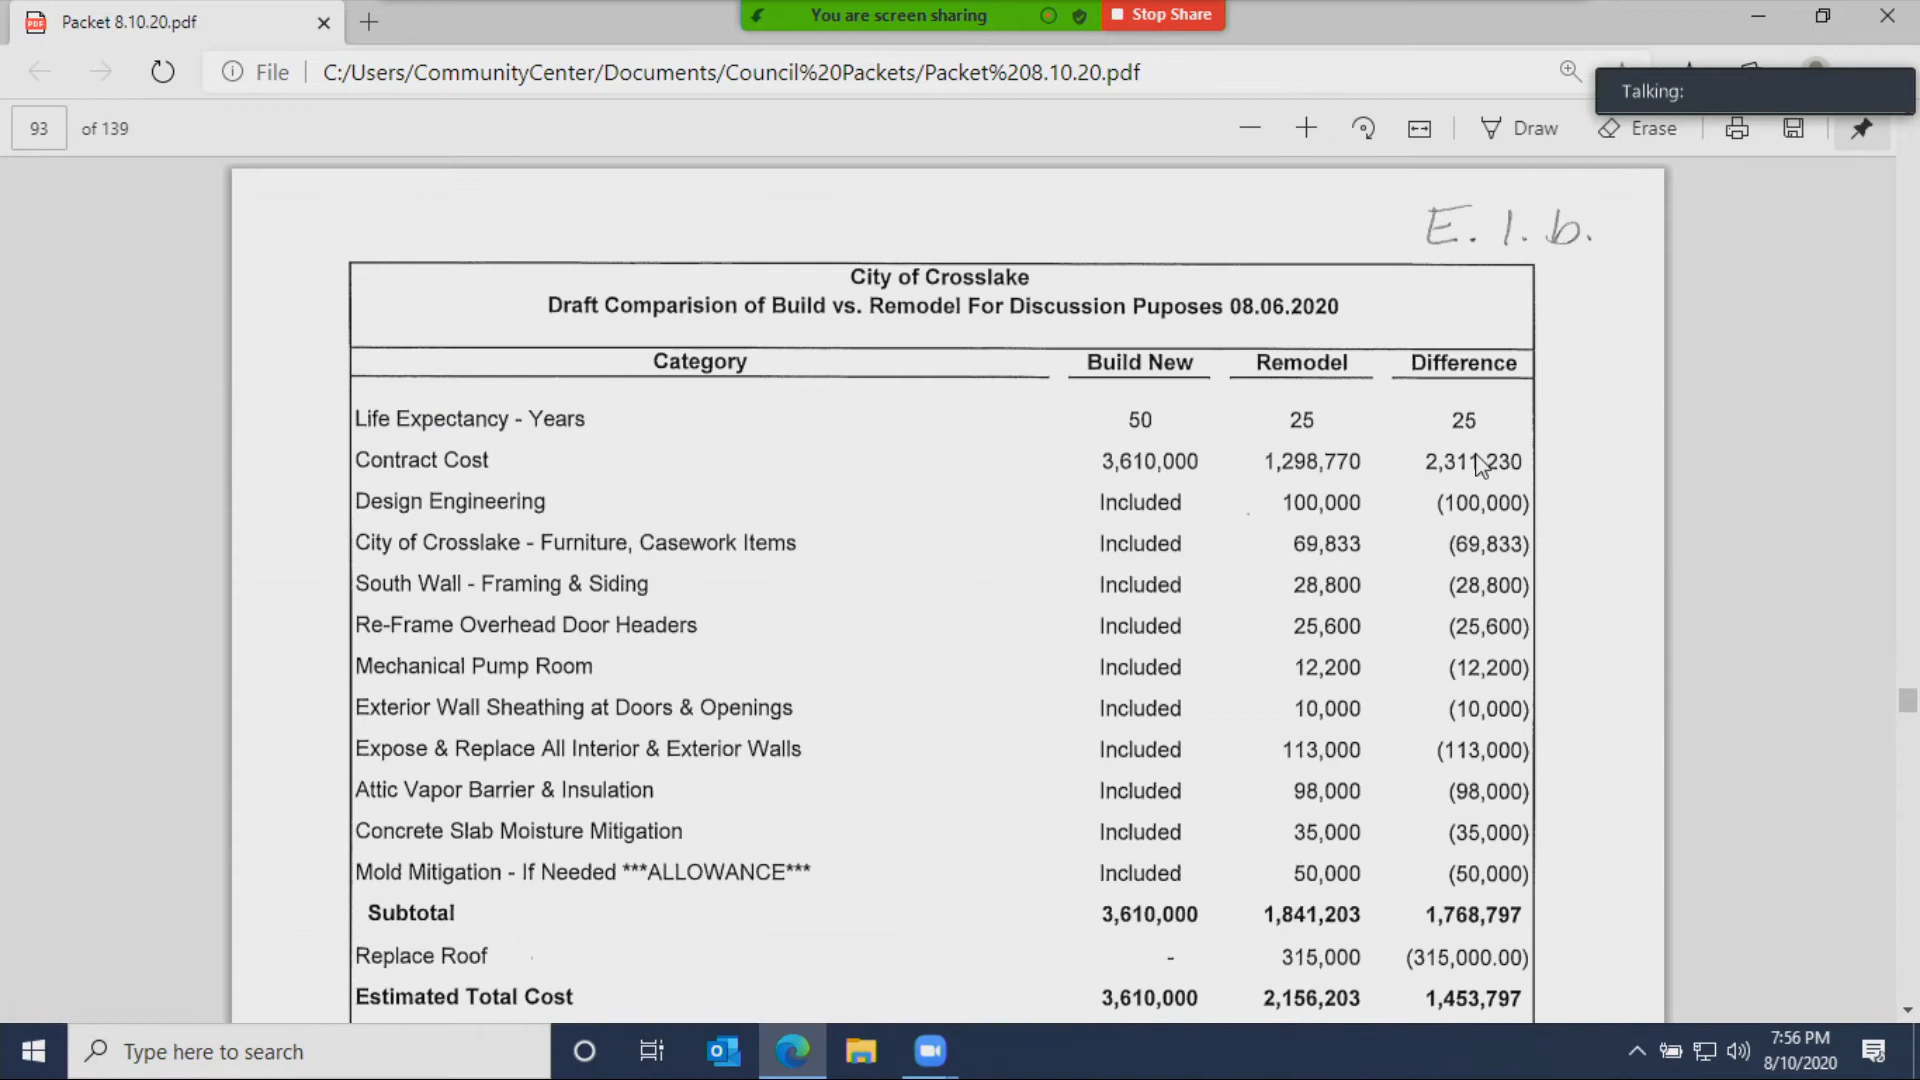 Packet 8.10.20.pdf
You are screen sharing
Stop Share
File
C:/Users/CommunityCenter/Documents/Council%20Packets/Packet%208.10.20.pdf
Talking:
93 of 139
Draw
Erase
E. 1. b.
City of Crosslake
Draft Comparision of Build vs. Remodel For Discussion Puposes 08.06.2020
Category Build New Remodel Difference
Life Expectancy - Years 50 25 25
Contract Cost 3,610,000 1,298,770 2,311,230
Design Engineering Included 100,000 (100,000)
City of Crosslake - Furniture, Casework Items Included 69,833 (69,833)
South Wall - Framing & Siding Included 28,800 (28,800)
Re-Frame Overhead Door Headers Included 25,600 (25,600)
Mechanical Pump Room Included 12,200 (12,200)
Exterior Wall Sheathing at Doors & Openings Included 10,000 (10,000)
Expose & Replace All Interior & Exterior Walls Included 113,000 (113,000)
Attic Vapor Barrier & Insulation Included 98,000 (98,000)
Concrete Slab Moisture Mitigation Included 35,000 (35,000)
Mold Mitigation - If Needed ***ALLOWANCE*** Included 50,000 (50,000)
Subtotal 3,610,000 1,841,203 1,768,797
Replace Roof - 315,000 (315,000.00)
Estimated Total Cost 3,610,000 2,156,203 1,453,797
Type here to search
7:56 PM
8/10/2020